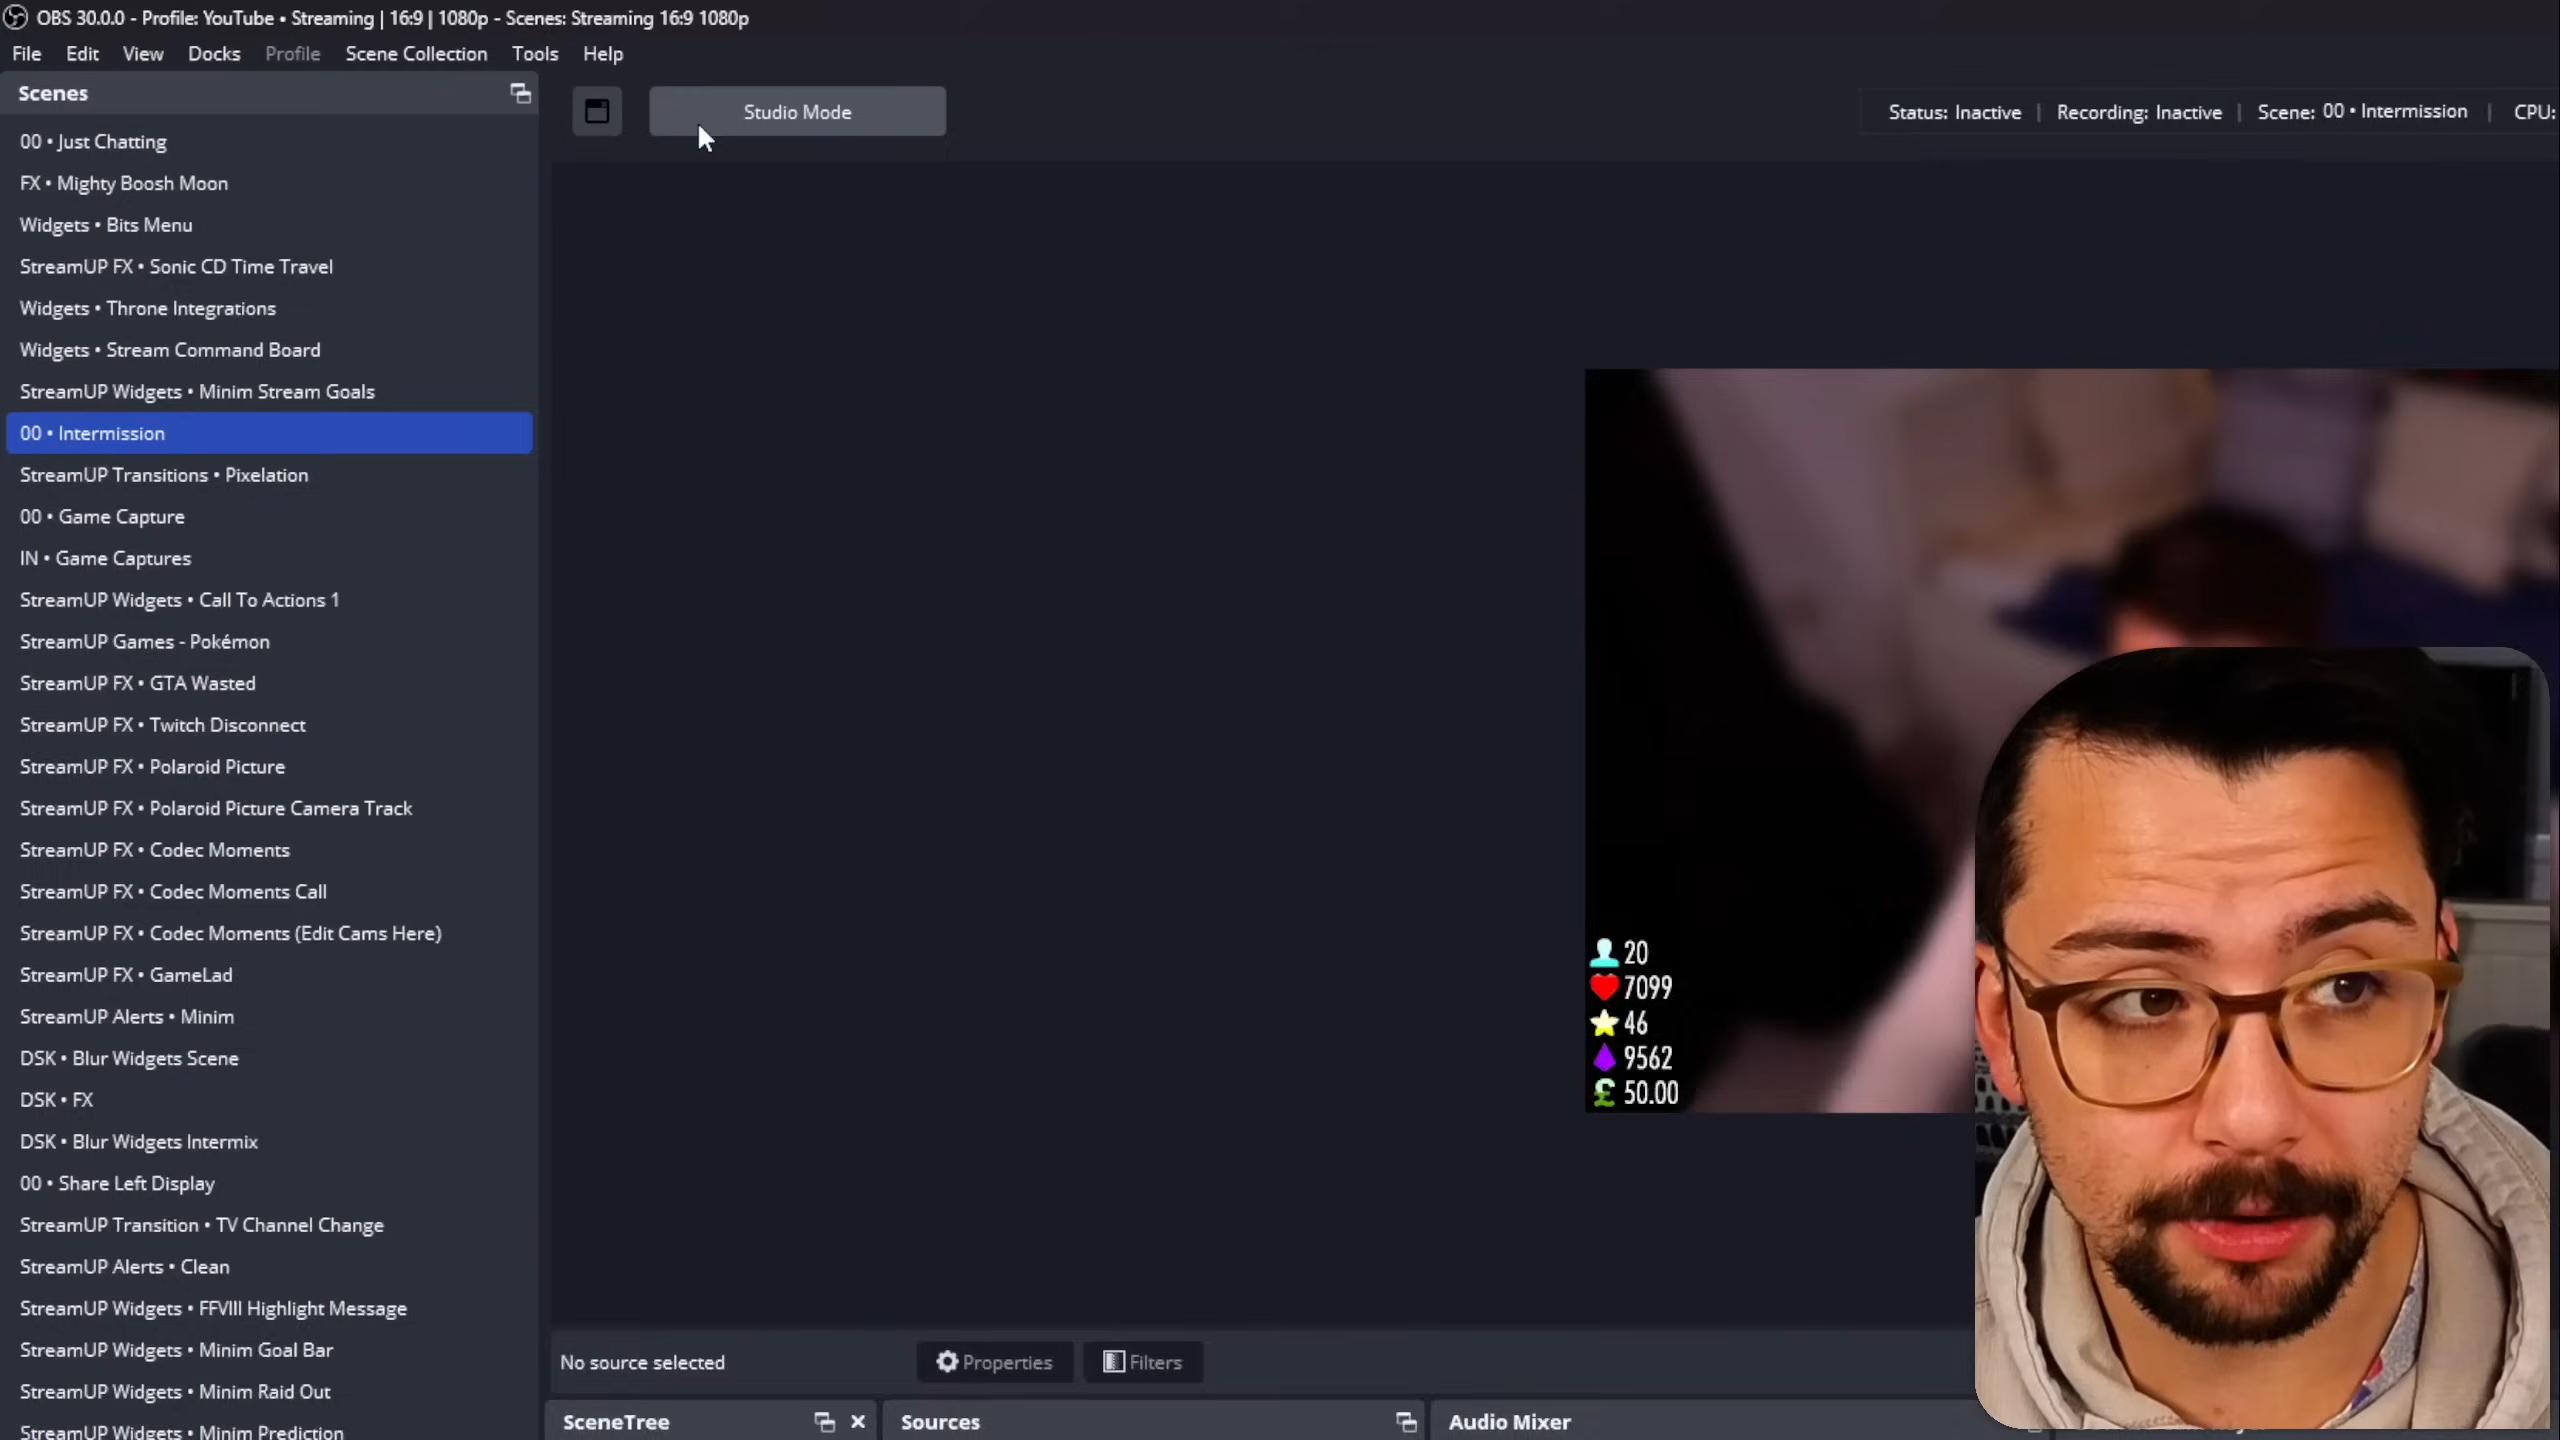 OBS 30.0.0 - Profile: YouTube • Streaming | 16:9 | 1080p - Scenes: Streaming 16:9 1080p
File Edit View Docks Profile Scene Collection Tools Help
Scenes
00 • Just Chatting
FX • Mighty Boosh Moon
Widgets • Bits Menu
StreamUP FX • Sonic CD Time Travel
Widgets • Throne Integrations
Widgets • Stream Command Board
StreamUP Widgets • Minim Stream Goals
00 • Intermission
StreamUP Transitions • Pixelation
00 • Game Capture
IN • Game Captures
StreamUP Widgets • Call To Actions 1
StreamUP Games - Pokémon
StreamUP FX • GTA Wasted
StreamUP FX • Twitch Disconnect
StreamUP FX • Polaroid Picture
StreamUP FX • Polaroid Picture Camera Track
StreamUP FX • Codec Moments
StreamUP FX • Codec Moments Call
StreamUP FX • Codec Moments (Edit Cams Here)
StreamUP FX • GameLad
StreamUP Alerts • Minim
DSK • Blur Widgets Scene
DSK • FX
DSK • Blur Widgets Intermix
00 • Share Left Display
StreamUP Transition • TV Channel Change
StreamUP Alerts • Clean
StreamUP Widgets • FFVIII Highlight Message
StreamUP Widgets • Minim Goal Bar
StreamUP Widgets • Minim Raid Out
StreamUP Widgets • Minim Prediction
Studio Mode
Status: Inactive | Recording: Inactive | Scene: 00 • Intermission | CPU:
20
7099
46
9562
£ 50.00
No source selected
Properties
Filters
SceneTree
Sources
Audio Mixer